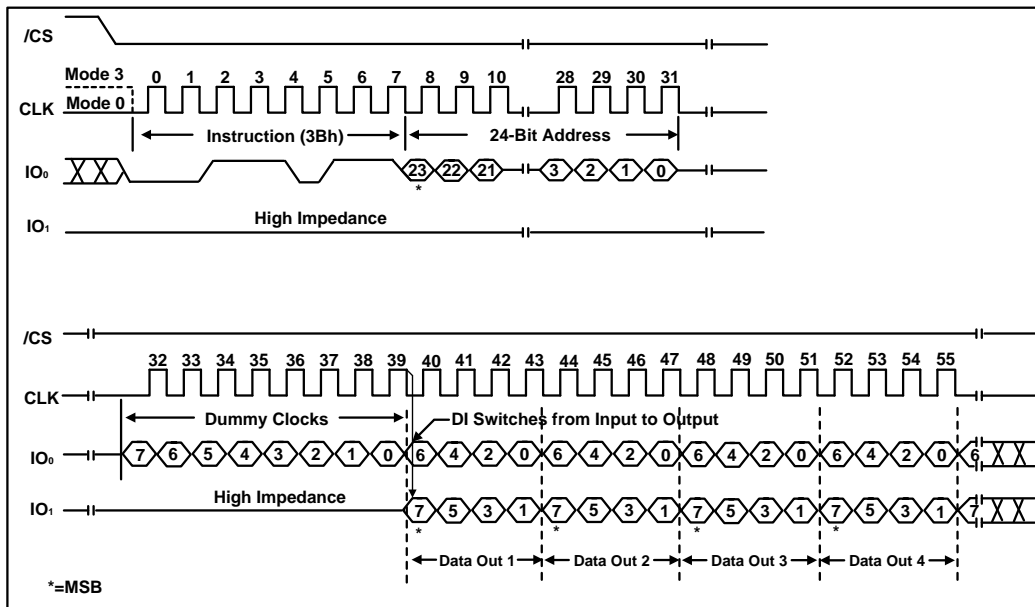 /CS
Mode 3
0 1 2 3 4 5 6 7 8 9 10 28 29 30 31
CLK Mode 0
Instruction (3Bh) 24-Bit Address
IO₀ 23 22 21 3 2 1 0
*
High Impedance
IO₁
/CS
32 33 34 35 36 37 38 39 40 41 42 43 44 45 46 47 48 49 50 51 52 53 54 55
CLK
Dummy Clocks DI Switches from Input to Output
IO₀ 7 6 5 4 3 2 1 0 6 4 2 0 6 4 2 0 6 4 2 0 6 4 2 0 6
High Impedance
IO₁ 7 5 3 1 7 5 3 1 7 5 3 1 7 5 3 1 7
* * * *
Data Out 1 Data Out 2 Data Out 3 Data Out 4
*=MSB